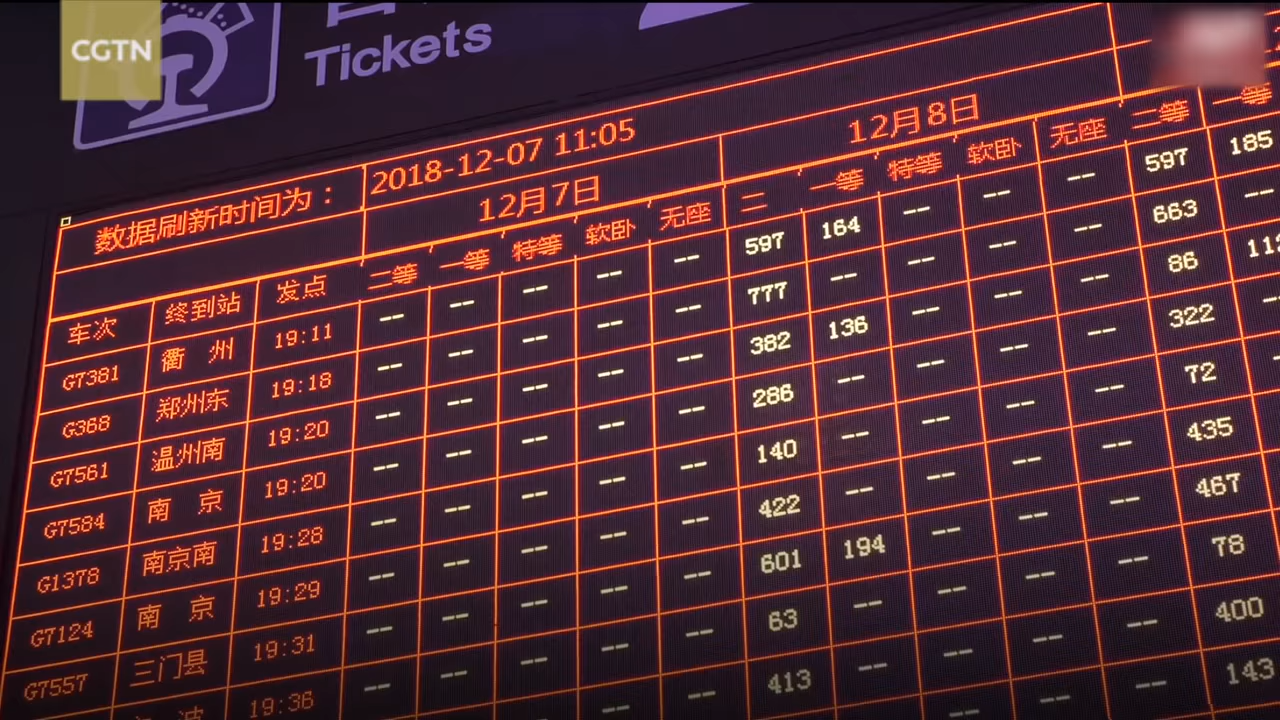 CGTN
Tickets
数据刷新时间为： 2018-12-07 11:05
12月7日 12月8日
车次 终到站 发点 二等 一等 特等 软卧 无座 二 一等 特等 软卧 无座 二等 一等
G7381 衢 州 19:11 -- -- -- -- -- 597 164 -- -- -- 597 185
G368 郑州东 19:18 -- -- -- -- -- 777 -- -- -- -- 663 --
G7561 温州南 19:20 -- -- -- -- -- 382 136 -- -- -- 86
G7584 南 京 19:20 -- -- -- -- -- 286 -- -- -- -- 322 --
G1378 南京南 19:28 -- -- -- -- -- 140 -- -- -- -- 72
G7124 南 京 19:29 -- -- -- -- -- 422 -- -- -- -- 435
G7557 三门县 19:31 -- -- -- -- -- 601 194 -- -- -- 467
波 19:36 -- -- -- -- -- 63 -- -- -- -- 78
413 -- -- -- -- 400
143